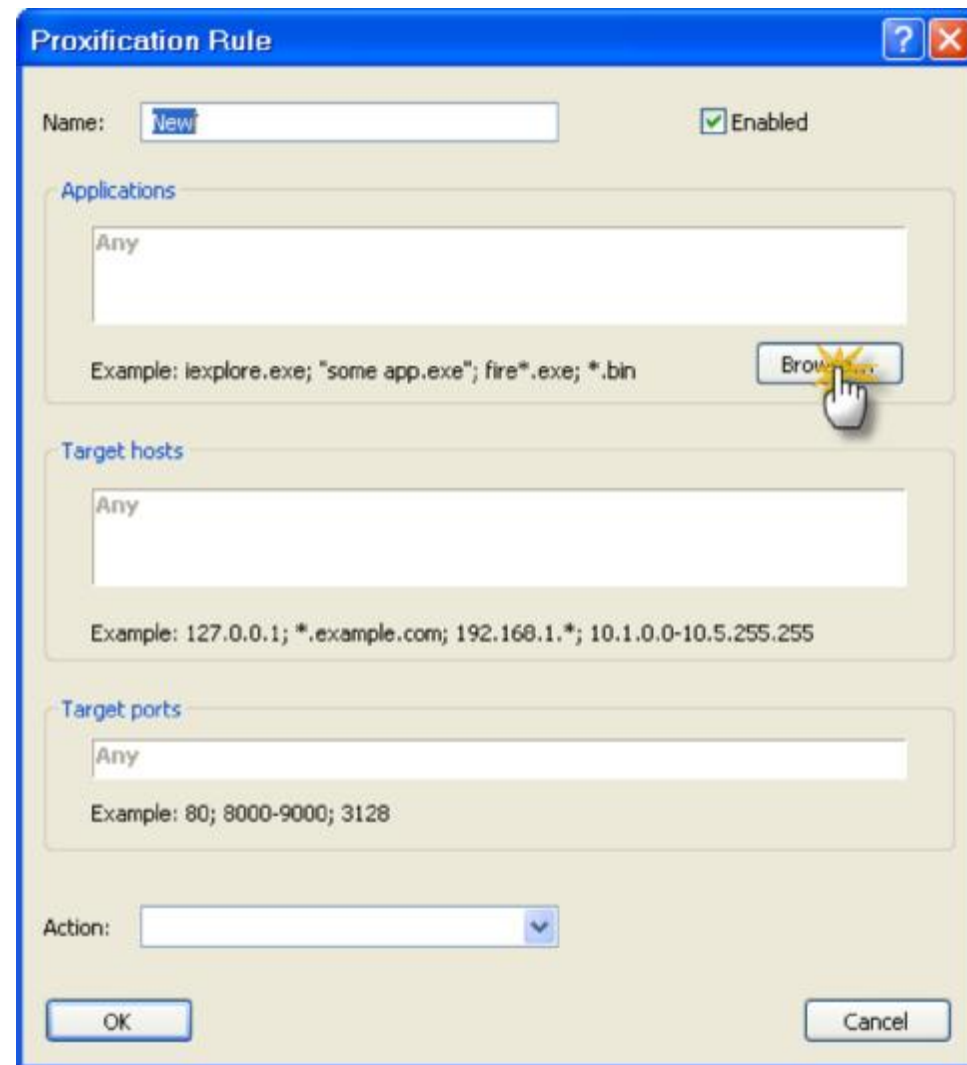 Proxification Rule
Name: New
Enabled
Applications
Any
Example: iexplore.exe; "some app.exe"; fire*.exe; *.bin
Target hosts
Any
Example: 127.0.0.1; *.example.com; 192.168.1.*; 10.1.0.0-10.5.255.255
Target ports
Any
Example: 80; 8000-9000; 3128
Action:
OK
Cancel